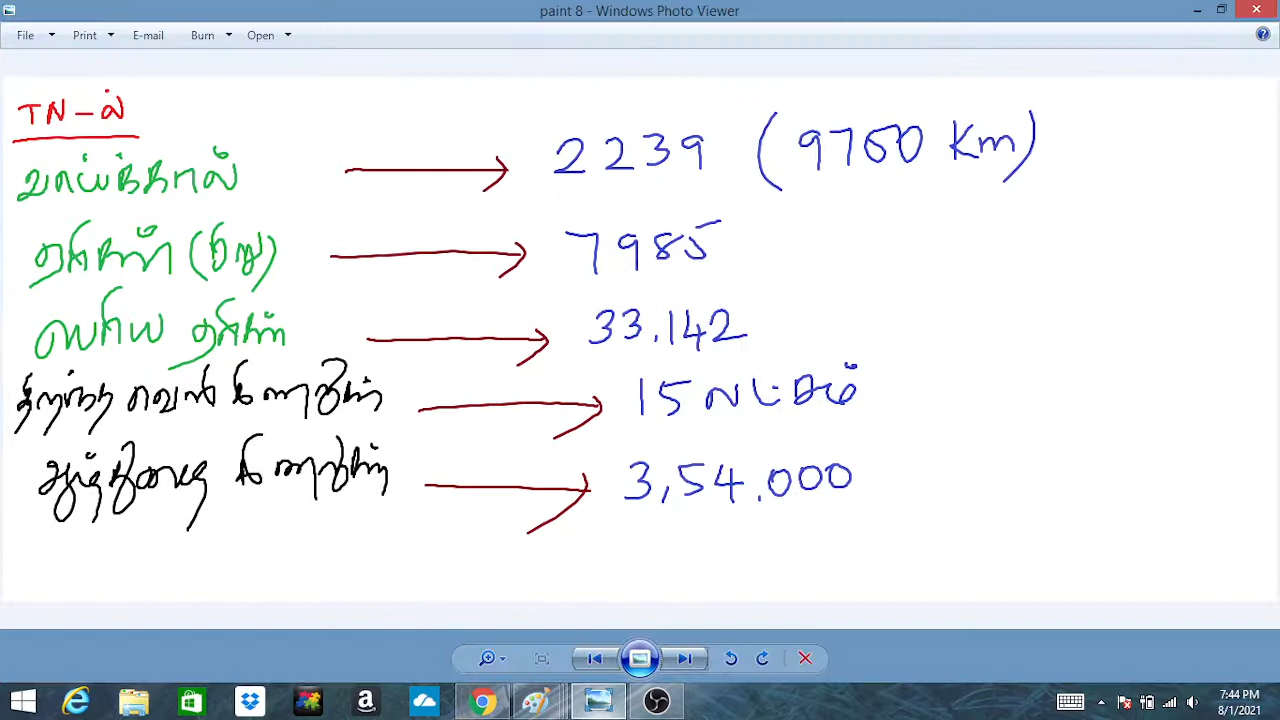 paint 8 - Windows Photo Viewer
File Print E-mail Burn Open
TN-ல்
வாய்க்கால் 2239 (9750 Km)
ஏரிகள் (சிறு) 7985
பெரிய ஏரிகள் 33.142
திறந்த வெளி கிணறுகள் 15 லட்சம்
ஆழ்துளை கிணறுகள் 3,54.000
7:44 PM
8/1/2021